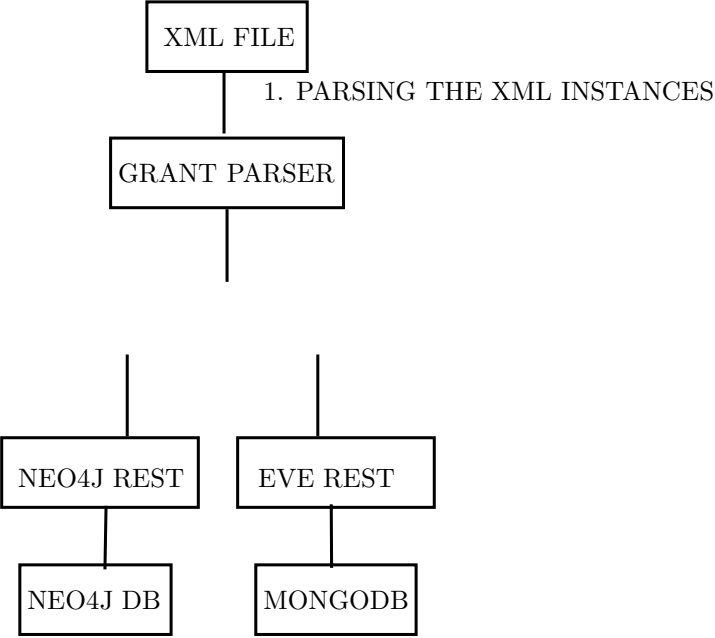 XML FILE
1. PARSING THE XML INSTANCES
GRANT PARSER
NEO4J REST
EVE REST
NEO4J DB
MONGODB